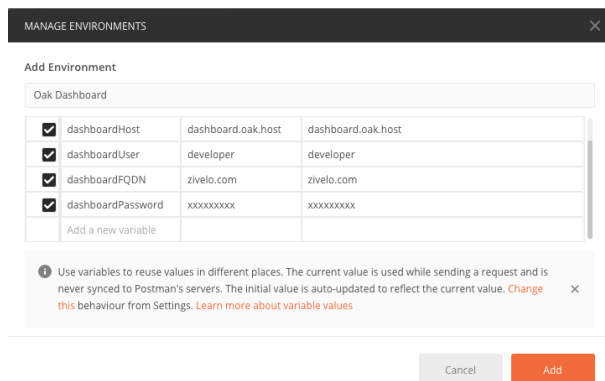 MANAGE ENVIRONMENTS
Add Environment
Oak Dashboard
dashboardHost dashboard.oak.host dashboard.oak.host
dashboardUser developer developer
dashboardFQDN zivelo.com zivelo.com
dashboardPassword xxxxxxxxx xxxxxxxxx
Add a new variable
Use variables to reuse values in different places. The current value is used while sending a request and is
never synced to Postman's servers. The initial value is auto-updated to reflect the current value. Change
this behaviour from Settings. Learn more about variable values
Cancel Add